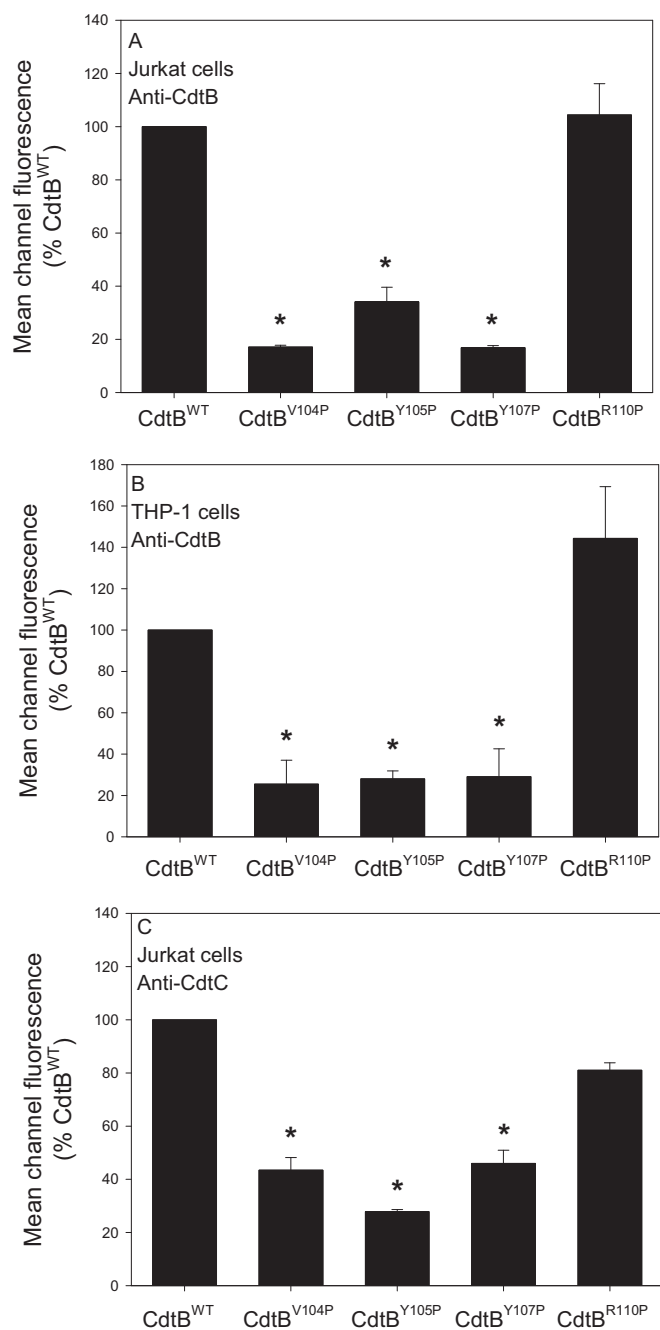 A
Jurkat cells
Anti-CdtB
Mean channel fluorescence
(% CdtB^WT)
140
120
100
80
60
40
20
0
*
*
*
CdtB^WT CdtB^V104P CdtB^Y105P CdtB^Y107P CdtB^R110P
B
THP-1 cells
Anti-CdtB
Mean channel fluorescence
(% CdtB^WT)
180
160
140
120
100
80
60
40
20
0
*
*
*
CdtB^WT CdtB^V104P CdtB^Y105P CdtB^Y107P CdtB^R110P
C
Jurkat cells
Anti-CdtC
Mean channel fluorescence
(% CdtB^WT)
140
120
100
80
60
40
20
0
*
*
*
CdtB^WT CdtB^V104P CdtB^Y105P CdtB^Y107P CdtB^R110P